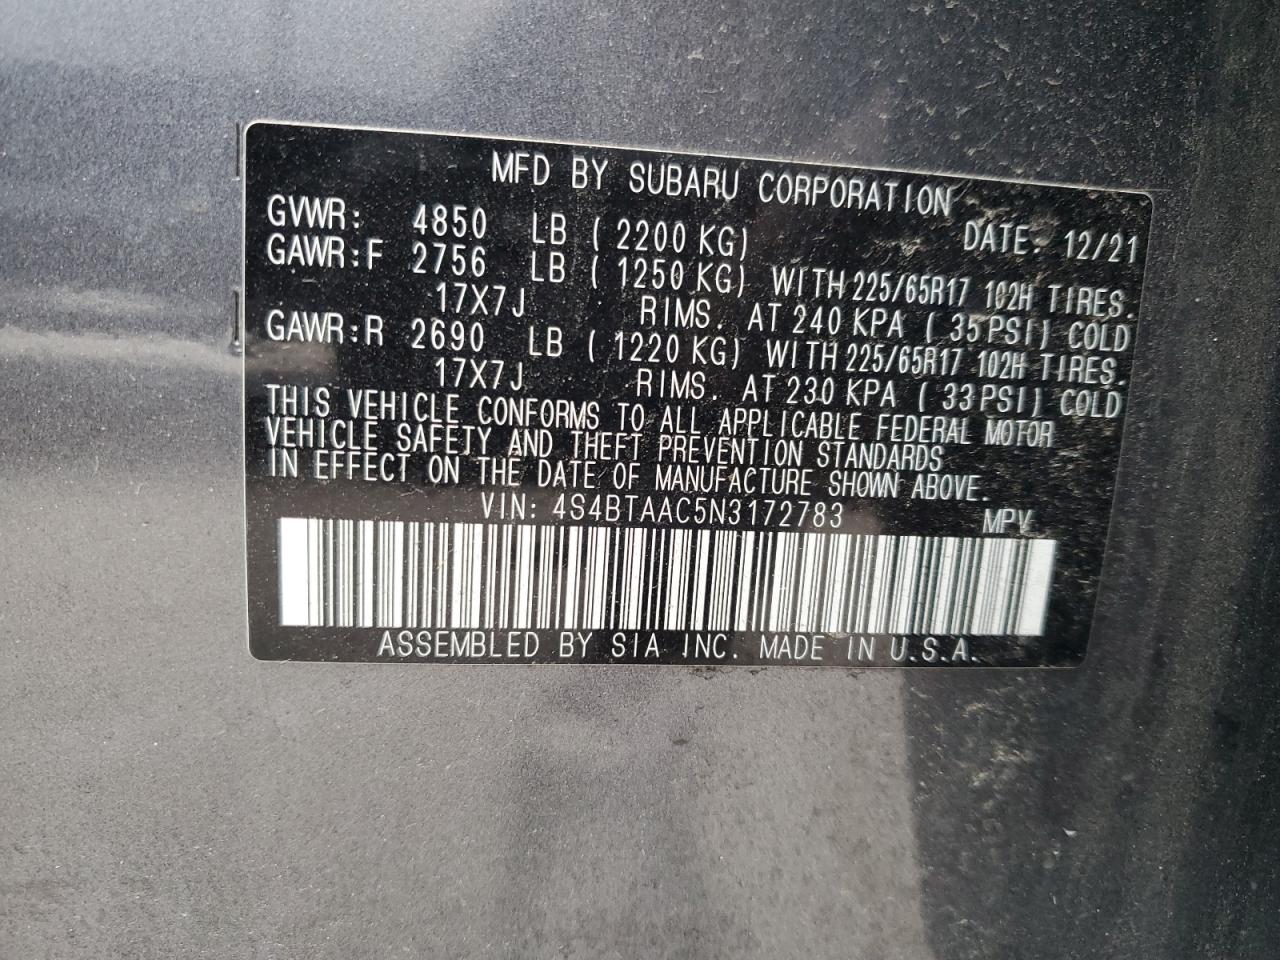 MFD BY SUBARU CORPORATION
GVWR: 4850 LB ( 2200 KG) DATE: 12/21
GAWR:F 2756 LB ( 1250 KG) WITH 225/65R17 102H TIRES.
17X7J RIMS. AT 240 KPA ( 35 PSI) COLD
GAWR:R 2690 LB ( 1220 KG) WITH 225/65R17 102H TIRES.
17X7J RIMS. AT 230 KPA ( 33 PSI) COLD
THIS VEHICLE CONFORMS TO ALL APPLICABLE FEDERAL MOTOR
VEHICLE SAFETY AND THEFT PREVENTION STANDARDS
IN EFFECT ON THE DATE OF MANUFACTURE SHOWN ABOVE.
VIN: 4S4BTAAC5N3172783 MPV
ASSEMBLED BY SIA INC. MADE IN U.S.A.